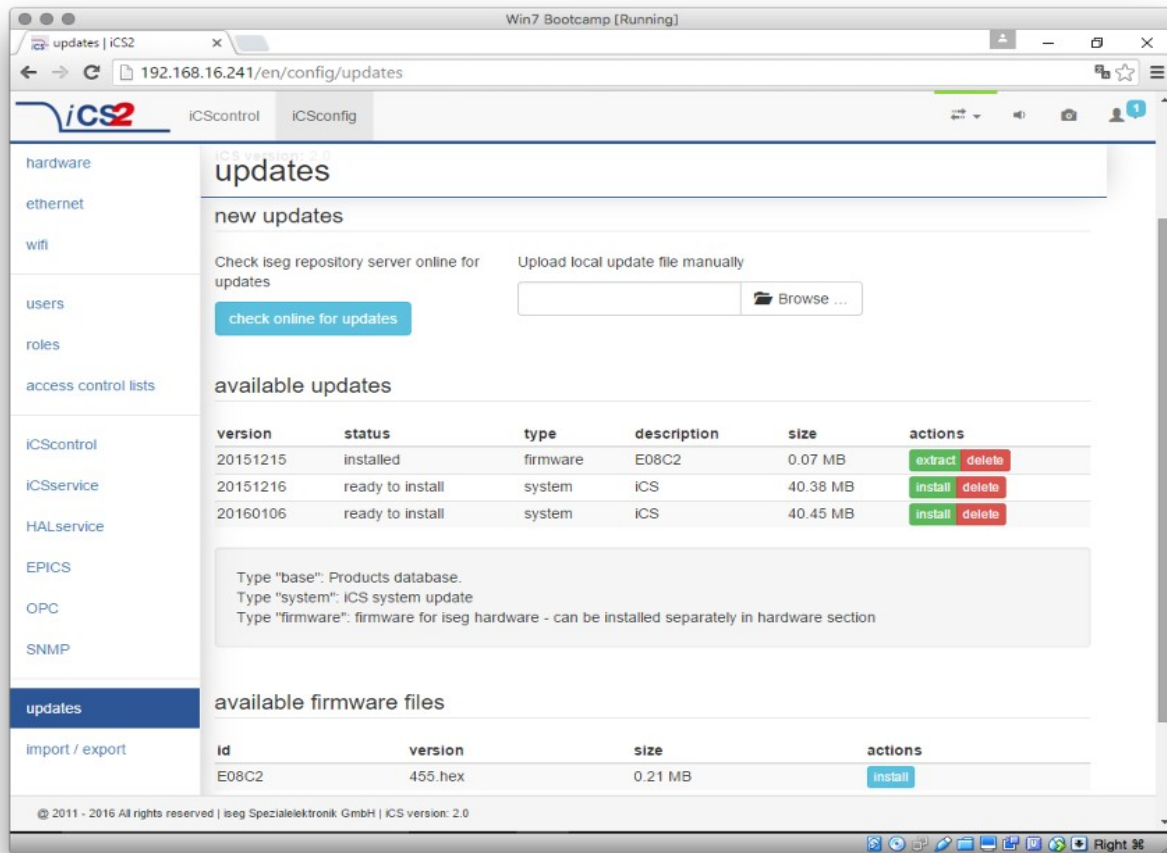 Win7 Bootcamp [Running]
updates | iCS2
192.168.16.241/en/config/updates
iCS2
iCScontrol
iCSconfig
1
hardware
ethernet
wifi
users
roles
access control lists
iCScontrol
iCSservice
HALservice
EPICS
OPC
SNMP
updates
import / export
iCS version: 2.0
updates
new updates
Check iseg repository server online for
updates
check online for updates
Upload local update file manually
Browse ...
available updates
version status type description size actions
20151215 installed firmware E08C2 0.07 MB extract delete
20151216 ready to install system iCS 40.38 MB install delete
20160106 ready to install system iCS 40.45 MB install delete
Type "base": Products database.
Type "system": iCS system update
Type "firmware": firmware for iseg hardware - can be installed separately in hardware section
available firmware files
id version size actions
E08C2 455.hex 0.21 MB install
@ 2011 - 2016 All rights reserved | iseg Spezialelektronik GmbH | iCS version: 2.0
Right ⌘